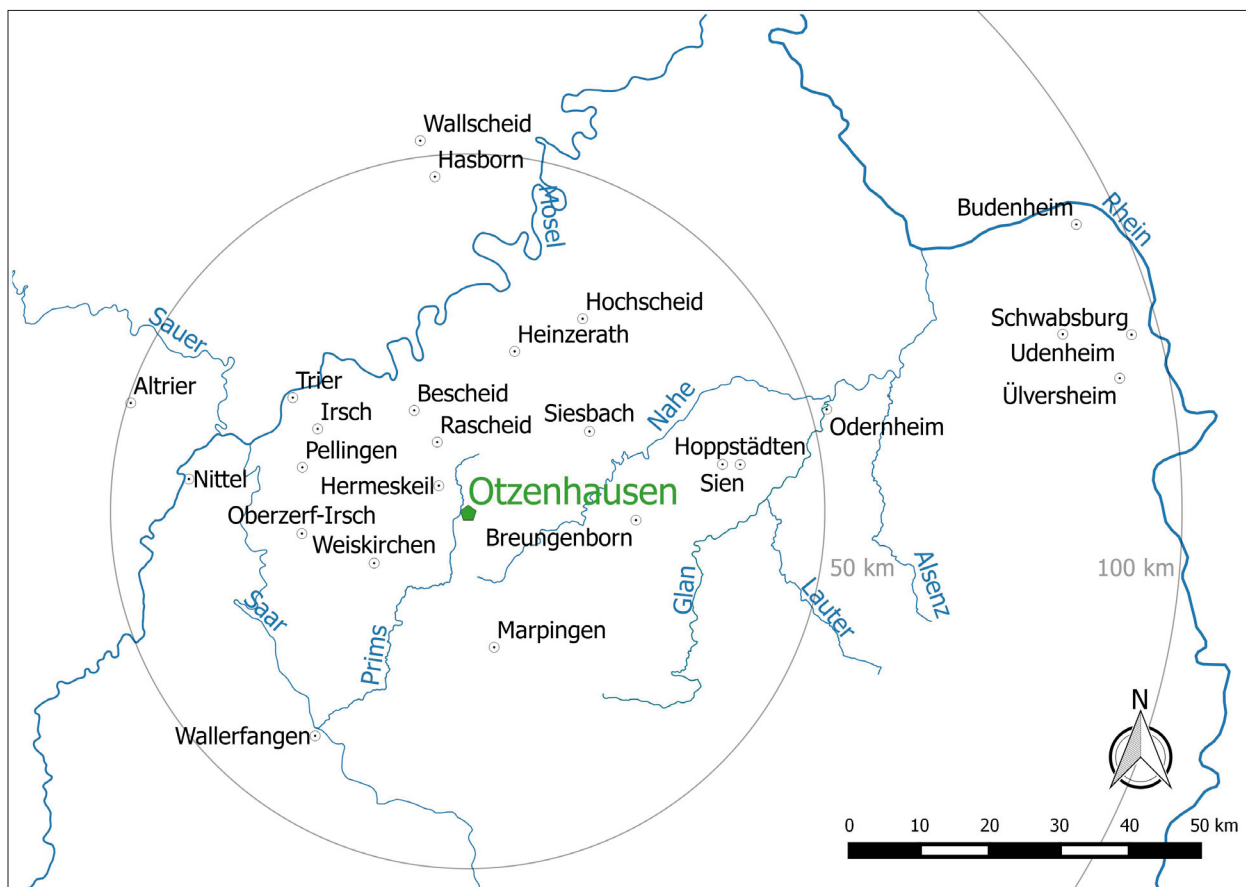 Wallscheid
Hasborn
Mosel
Budenheim
Rhein
Sauer
Hochscheid
Schwabsburg
Heinzerath
Udenheim
Altrier
Trier
Bescheid
Ülversheim
Irsch
Rascheid
Siesbach
Nahe
Odernheim
Pellingen
Hoppstädten
Nittel
Hermeskeil
Otzenhausen
Sien
Oberzerf-Irsch
Breungenborn
Weiskirchen
50 km
100 km
Glan
Alsenz
Saar
Lauter
Prims
Marpingen
N
Wallerfangen
0 10 20 30 40 50 km